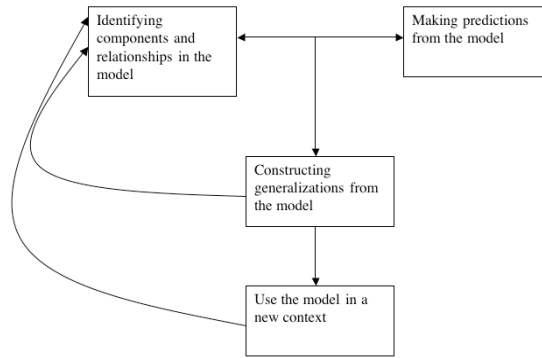 Identifying
components and
relationships in the
model
Making predictions
from the model
Constructing
generalizations from
the model
Use the model in a
new context